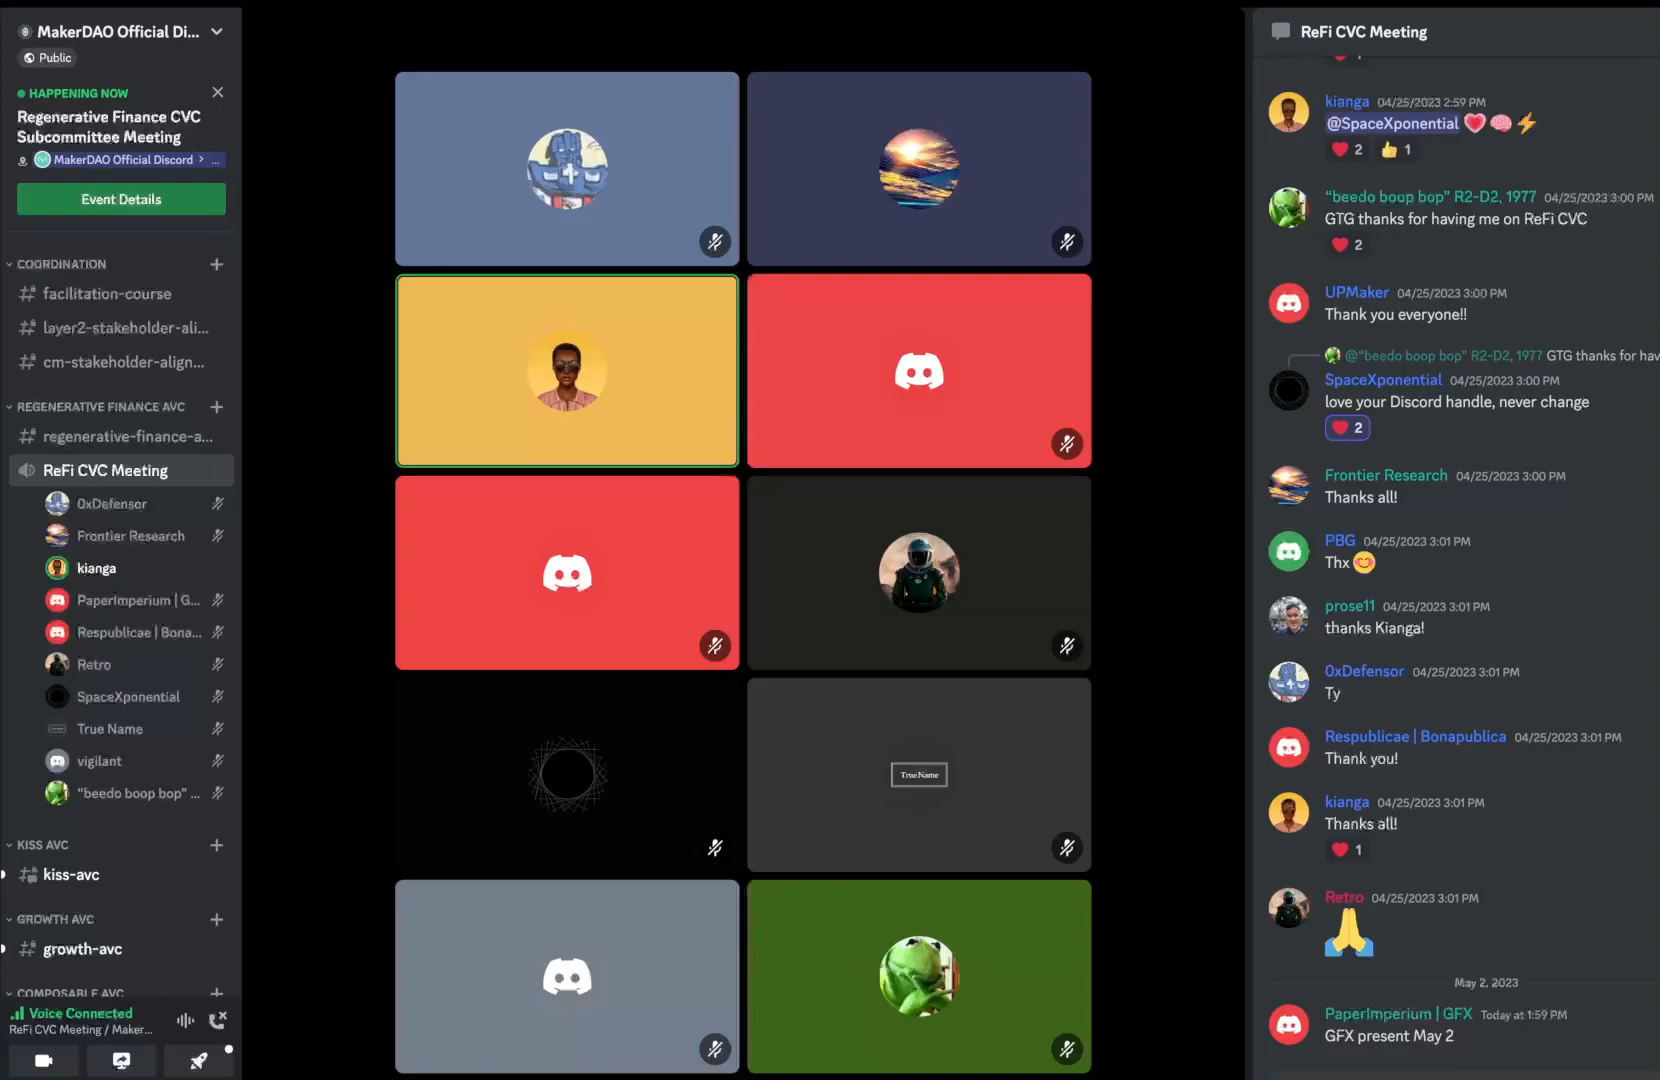 MakerDAO Official Di...
Public
HAPPENING NOW
Regenerative Finance CVC
Subcommittee Meeting
MakerDAO Official Discord > ...
Event Details
COORDINATION
facilitation-course
layer2-stakeholder-ali...
cm-stakeholder-align...
REGENERATIVE FINANCE AVC
regenerative-finance-a...
ReFi CVC Meeting
0xDefensor
Frontier Research
kianga
PaperImperium | G...
Respublicae | Bona...
Retro
SpaceXponential
True Name
vigilant
“beedo boop bop” ...
KISS AVC
kiss-avc
GROWTH AVC
growth-avc
COMPOSABLE AVC
Voice Connected
ReFi CVC Meeting / Maker...
TrueName
ReFi CVC Meeting
1
kianga 04/25/2023 2:59 PM
@SpaceXponential
2 1
“beedo boop bop” R2-D2, 1977 04/25/2023 3:00 PM
GTG thanks for having me on ReFi CVC
2
UPMaker 04/25/2023 3:00 PM
Thank you everyone!!
@“beedo boop bop” R2-D2, 1977 GTG thanks for hav
SpaceXponential 04/25/2023 3:00 PM
love your Discord handle, never change
2
Frontier Research 04/25/2023 3:00 PM
Thanks all!
PBG 04/25/2023 3:01 PM
Thx
prose11 04/25/2023 3:01 PM
thanks Kianga!
0xDefensor 04/25/2023 3:01 PM
Ty
Respublicae | Bonapublica 04/25/2023 3:01 PM
Thank you!
kianga 04/25/2023 3:01 PM
Thanks all!
1
Retro 04/25/2023 3:01 PM
May 2, 2023
PaperImperium | GFX Today at 1:59 PM
GFX present May 2